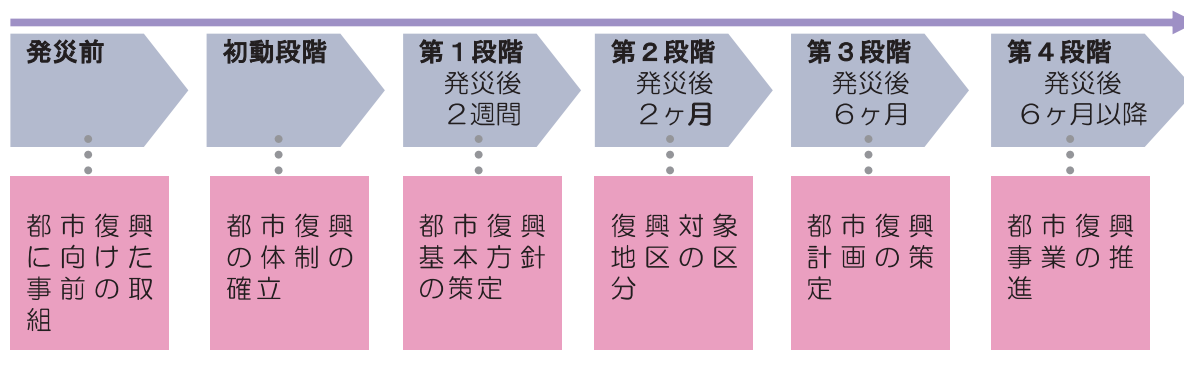 発災前
初動段階
第１段階
発災後
２週間
第２段階
発災後
２ヶ月
第３段階
発災後
６ヶ月
第４段階
発災後
６ヶ月以降
都市復興
に向けた
事前の取
組
都市復興
の体制の
確立
都市復興
基本方針
の策定
復興対象
地区の区
分
都市復興
計画の策
定
都市復興
事業の推
進